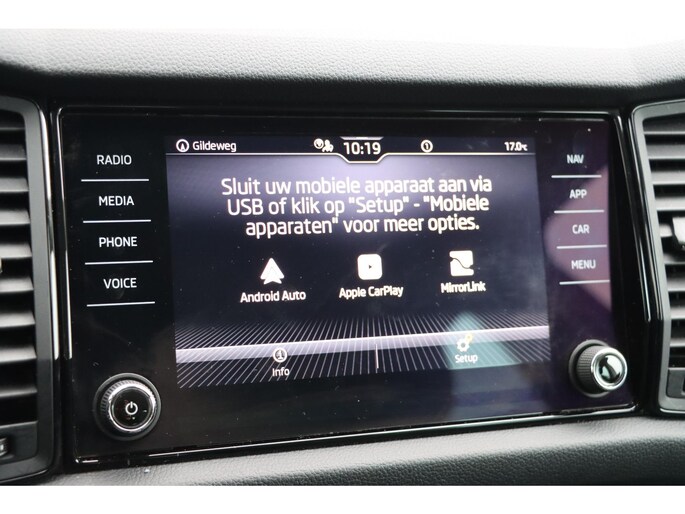 Gildeweg 10:19 17.0°C
RADIO
MEDIA
PHONE
VOICE
Sluit uw mobiele apparaat aan via
USB of klik op "Setup" - "Mobiele
apparaten" voor meer opties.
Android Auto Apple CarPlay MirrorLink
Info Setup
NAV
APP
CAR
MENU